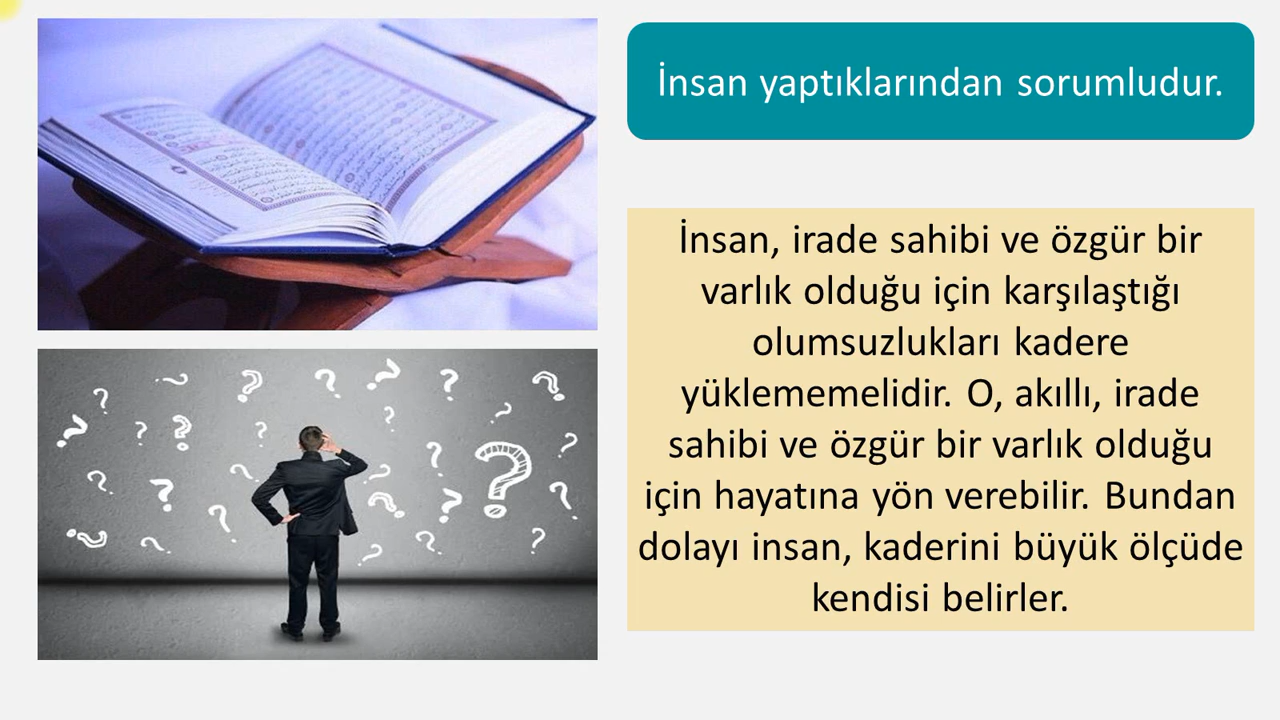 İnsan yaptıklarından sorumludur.
İnsan, irade sahibi ve özgür bir
varlık olduğu için karşılaştığı
olumsuzlukları kadere
yüklememelidir. O, akıllı, irade
sahibi ve özgür bir varlık olduğu
için hayatına yön verebilir. Bundan
dolayı insan, kaderini büyük ölçüde
kendisi belirler.